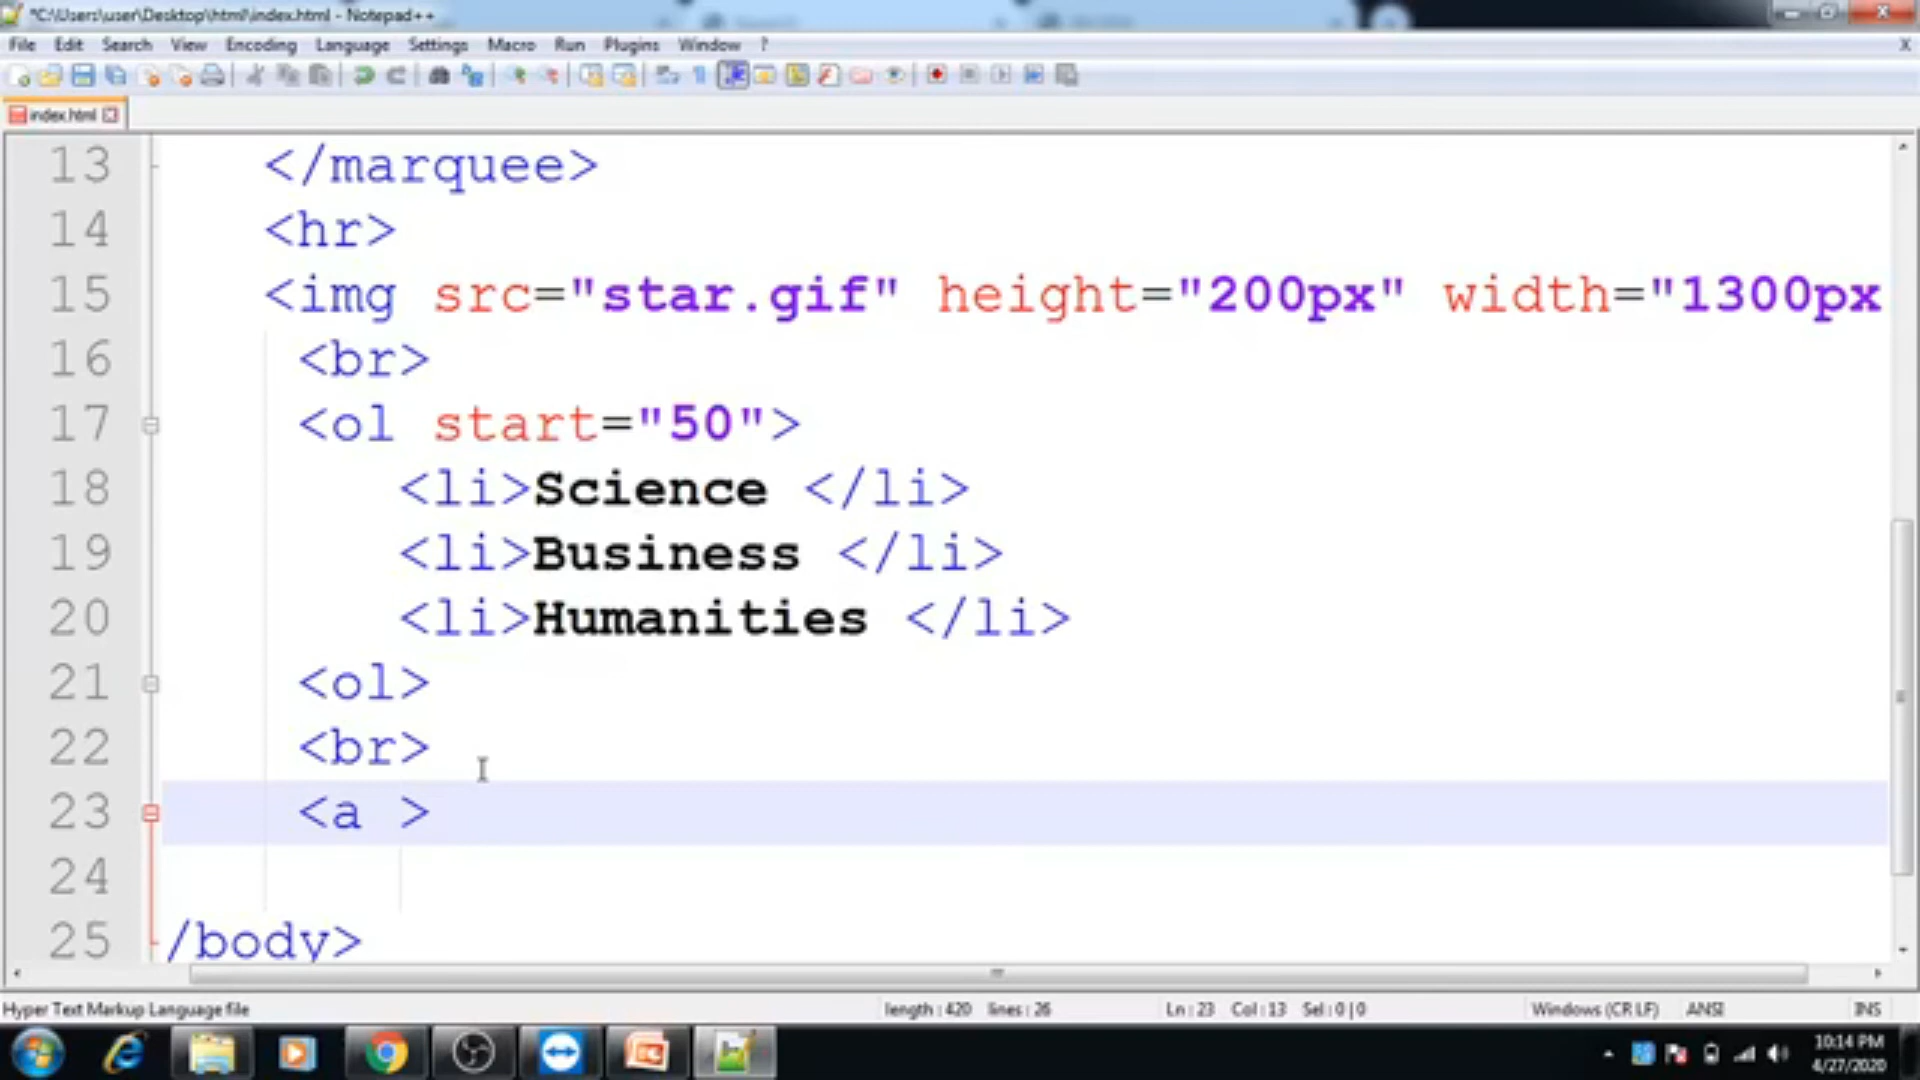 *C:\Users\user\Desktop\html\index.html - Notepad++
File Edit Search View Encoding Language Settings Macro Run Plugins Window ? X
index.html
13 </marquee>
14 <hr>
15 <img src="star.gif" height="200px" width="1300px
16 <br>
17 <ol start="50">
18 <li>Science </li>
19 <li>Business </li>
20 <li>Humanities </li>
21 <ol>
22 <br>
23 <a >
24
25 /body>
Hyper Text Markup Language file length : 420 lines : 26 Ln : 23 Col : 13 Sel : 0 | 0 Windows (CR LF) ANSI INS
10:14 PM
4/27/2020